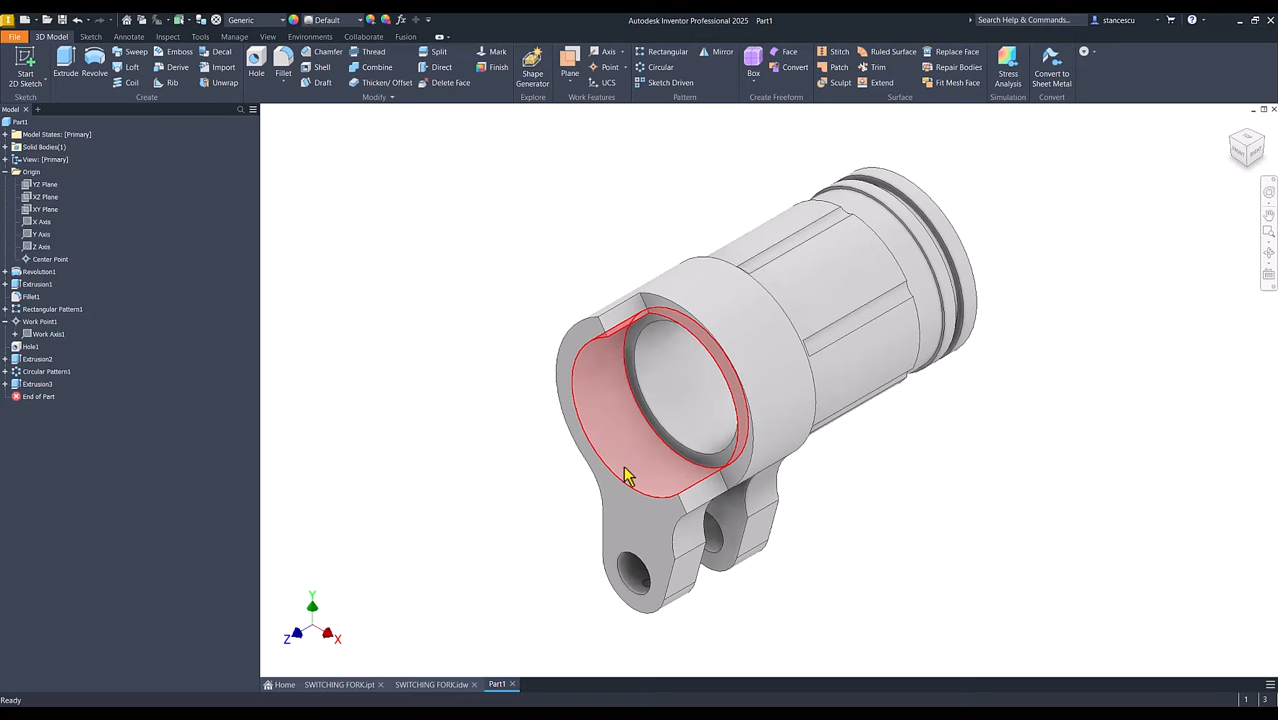 Generic
Default
Autodesk Inventor Professional 2025 Part1
Search Help & Commands...
stancescu
File
3D Model
Sketch
Annotate
Inspect
Tools
Manage
View
Environments
Collaborate
Fusion
Start
2D Sketch
Extrude
Revolve
Sweep
Emboss
Decal
Loft
Derive
Import
Coil
Rib
Unwrap
Hole
Fillet
Chamfer
Thread
Split
Mark
Shell
Combine
Direct
Finish
Draft
Thicken/ Offset
Delete Face
Shape
Generator
Plane
Axis
Point
UCS
Rectangular
Mirror
Circular
Sketch Driven
Box
Face
Convert
Stitch
Ruled Surface
Replace Face
Patch
Trim
Repair Bodies
Sculpt
Extend
Fit Mesh Face
Stress
Analysis
Convert to
Sheet Metal
Sketch
Create
Modify
Explore
Work Features
Pattern
Create Freeform
Surface
Simulation
Convert
Model
Part1
Model States: [Primary]
Solid Bodies(1)
View: [Primary]
Origin
YZ Plane
XZ Plane
XY Plane
X Axis
Y Axis
Z Axis
Center Point
Revolution1
Extrusion1
Fillet1
Rectangular Pattern1
Work Point1
Work Axis1
Hole1
Extrusion2
Circular Pattern1
Extrusion3
End of Part
TOP
FRONT
RIGHT
Y
Z
X
Home
SWITCHING FORK.ipt
SWITCHING FORK.idw
Part1
Ready
1
3